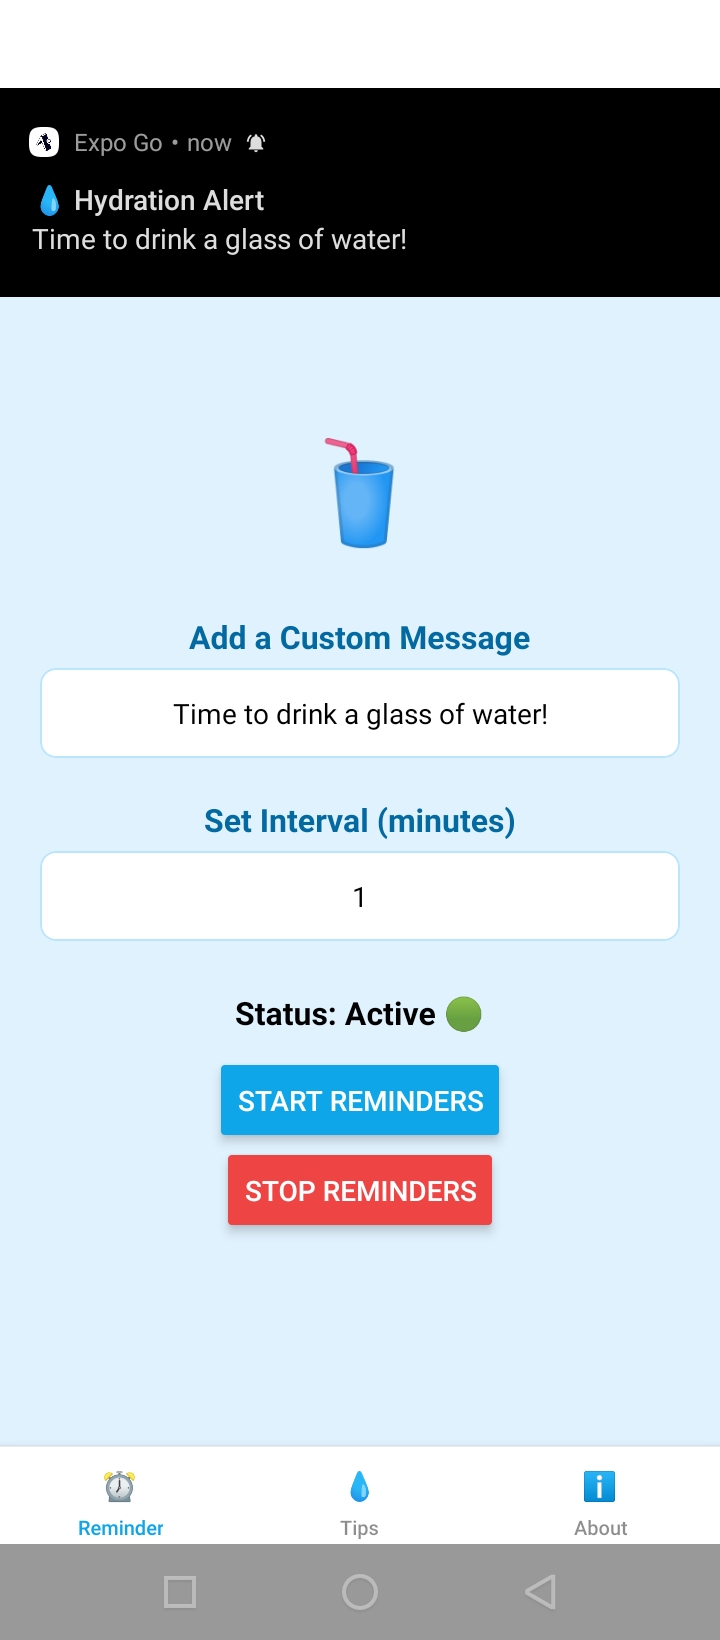 Expo Go • now
💧 Hydration Alert
Time to drink a glass of water!
Add a Custom Message
Time to drink a glass of water!
Set Interval (minutes)
1
Status: Active 🟢
START REMINDERS
STOP REMINDERS
Reminder
Tips
About